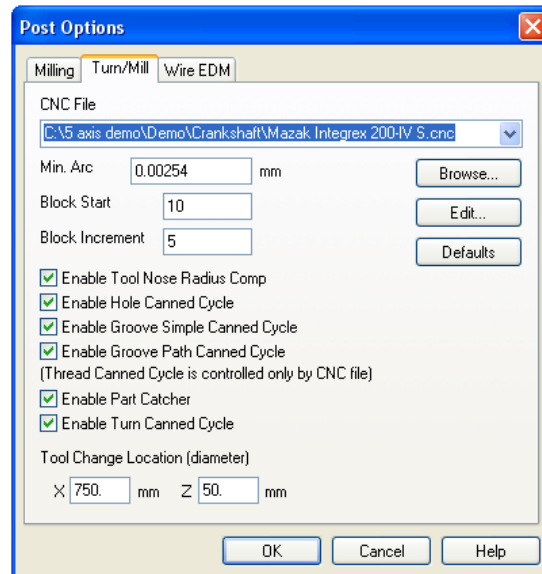 Post Options
Milling Turn/Mill Wire EDM
CNC File
C:\5 axis demo\Demo\Crankshaft\Mazak Integrex 200-IV S.cnc
Min. Arc 0.00254 mm Browse...
Block Start 10 Edit...
Block Increment 5 Defaults
Enable Tool Nose Radius Comp
Enable Hole Canned Cycle
Enable Groove Simple Canned Cycle
Enable Groove Path Canned Cycle
(Thread Canned Cycle is controlled only by CNC file)
Enable Part Catcher
Enable Turn Canned Cycle
Tool Change Location (diameter)
X 750. mm Z 50. mm
OK Cancel Help